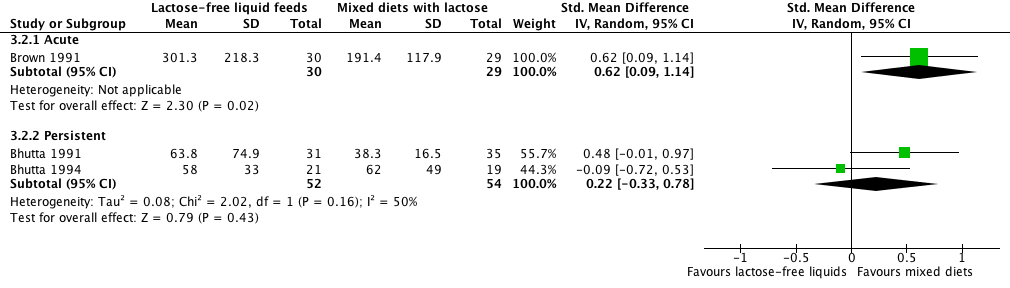 Lactose-free liquid feeds Mixed diets with lactose Std. Mean Difference Std. Mean Difference
Study or Subgroup Mean SD Total Mean SD Total Weight IV, Random, 95% CI IV, Random, 95% CI
3.2.1 Acute
Brown 1991 301.3 218.3 30 191.4 117.9 29 100.0% 0.62 [0.09, 1.14]
Subtotal (95% CI) 30 29 100.0% 0.62 [0.09, 1.14]
Heterogeneity: Not applicable
Test for overall effect: Z = 2.30 (P = 0.02)
3.2.2 Persistent
Bhutta 1991 63.8 74.9 31 38.3 16.5 35 55.7% 0.48 [−0.01, 0.97]
Bhutta 1994 58 33 21 62 49 19 44.3% −0.09 [−0.72, 0.53]
Subtotal (95% CI) 52 54 100.0% 0.22 [−0.33, 0.78]
Heterogeneity: Tau² = 0.08; Chi² = 2.02, df = 1 (P = 0.16); I² = 50%
Test for overall effect: Z = 0.79 (P = 0.43)
−1 −0.5 0 0.5 1
Favours lactose-free liquids Favours mixed diets